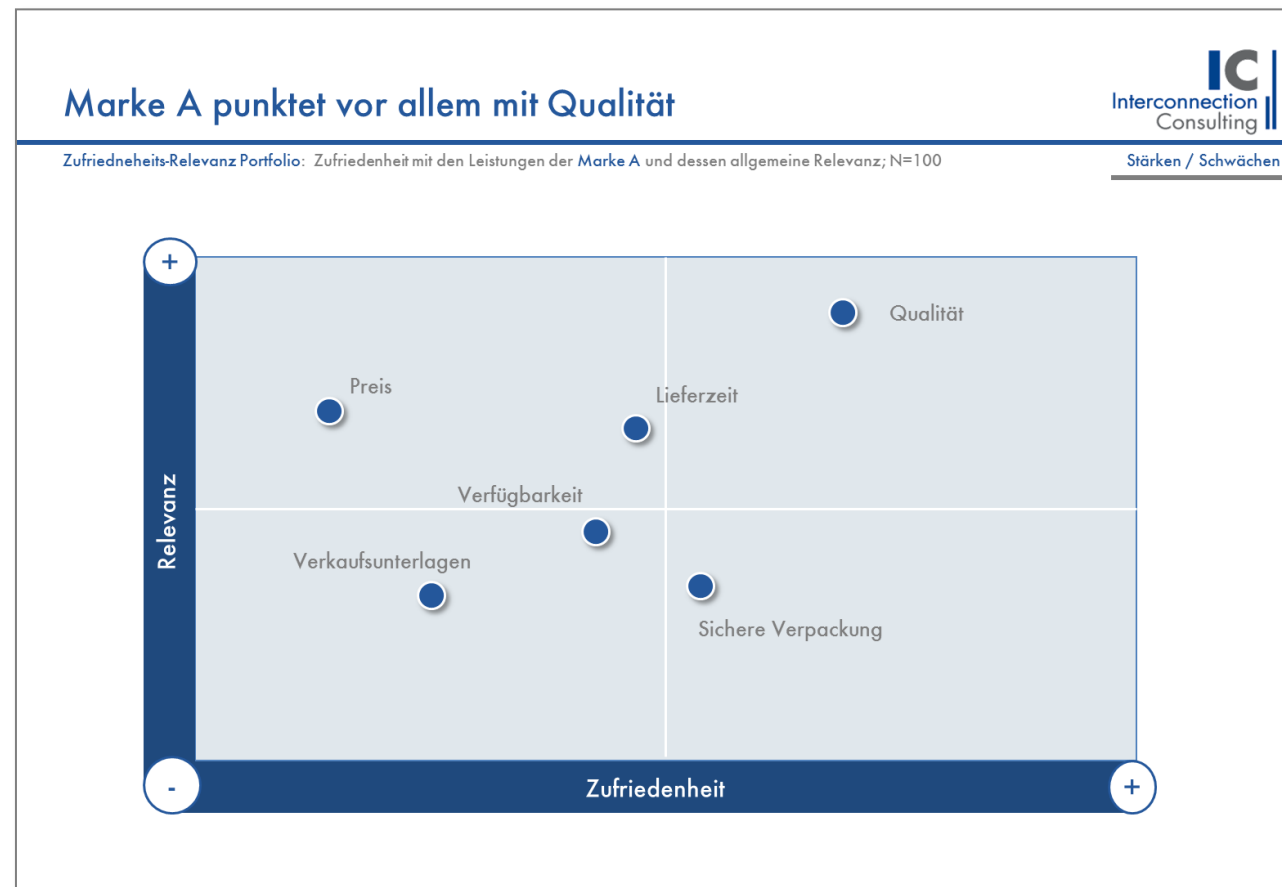 IC
Interconnection
Consulting
Marke A punktet vor allem mit Qualität
Zufriedneheits-Relevanz Portfolio: Zufriedenheit mit den Leistungen der Marke A und dessen allgemeine Relevanz; N=100
Stärken / Schwächen
+
Qualität
Preis
Lieferzeit
Verfügbarkeit
Relevanz
Verkaufsunterlagen
Sichere Verpackung
-
Zufriedenheit
+